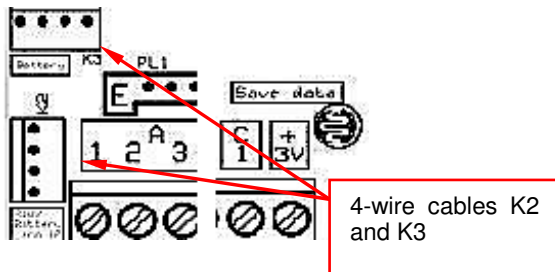 Battery K3 PL1
E
Save data
A
1 2 3
C
1
+
3V
4-wire cables K2
and K3